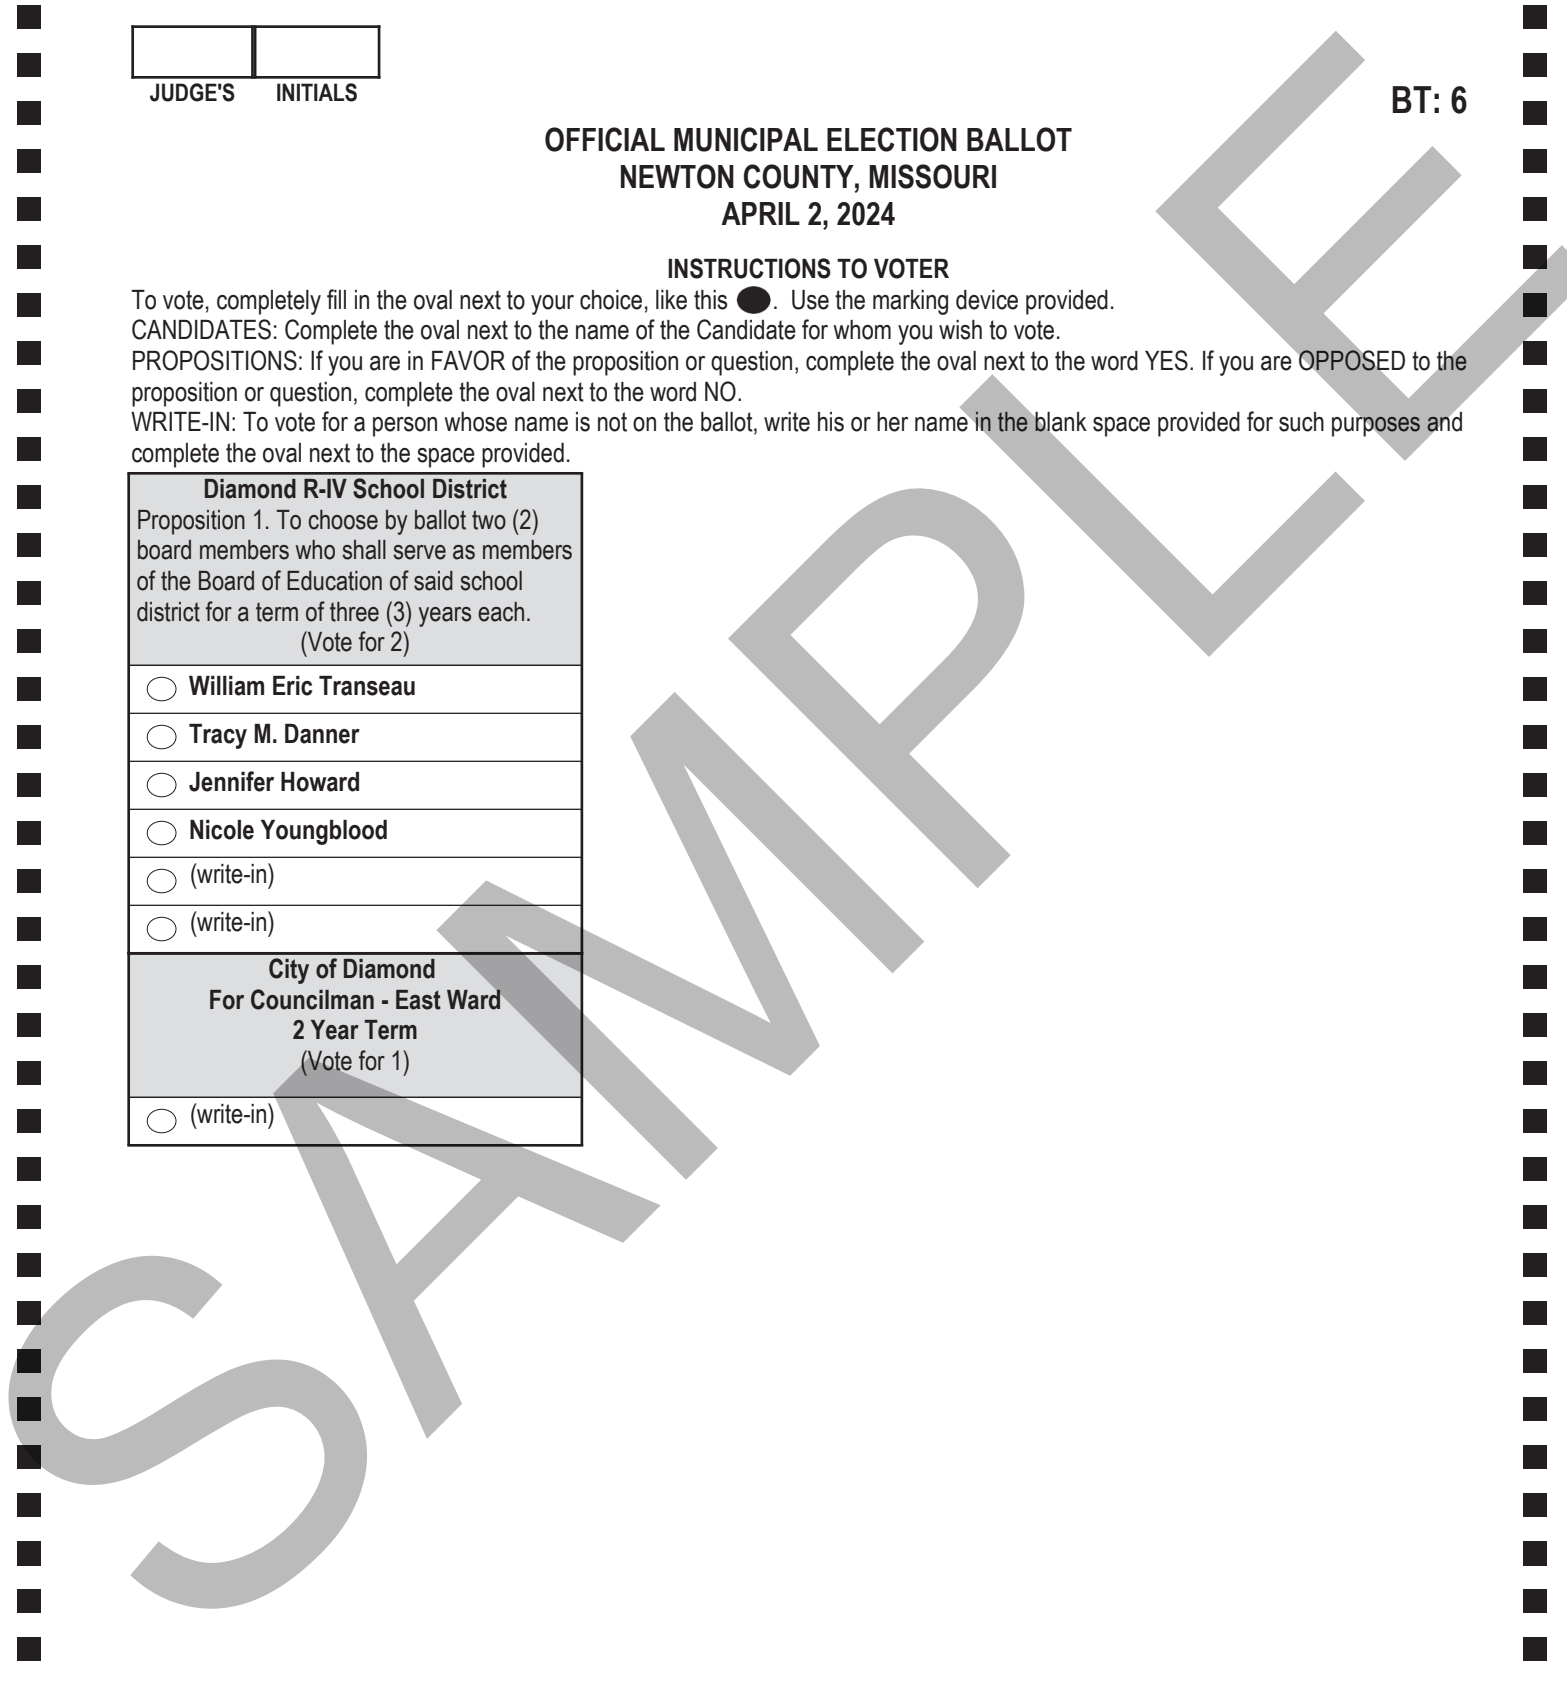 JUDGE'S INITIALS
BT: 6
OFFICIAL MUNICIPAL ELECTION BALLOT
NEWTON COUNTY, MISSOURI
APRIL 2, 2024
INSTRUCTIONS TO VOTER
To vote, completely fill in the oval next to your choice, like this . Use the marking device provided.
CANDIDATES: Complete the oval next to the name of the Candidate for whom you wish to vote.
PROPOSITIONS: If you are in FAVOR of the proposition or question, complete the oval next to the word YES. If you are OPPOSED to the
proposition or question, complete the oval next to the word NO.
WRITE-IN: To vote for a person whose name is not on the ballot, write his or her name in the blank space provided for such purposes and
complete the oval next to the space provided.
Diamond R-IV School District
Proposition 1. To choose by ballot two (2)
board members who shall serve as members
of the Board of Education of said school
district for a term of three (3) years each.
(Vote for 2)
William Eric Transeau
Tracy M. Danner
Jennifer Howard
Nicole Youngblood
(write-in)
(write-in)
City of Diamond
For Councilman - East Ward
2 Year Term
(Vote for 1)
(write-in)
SAMPLE